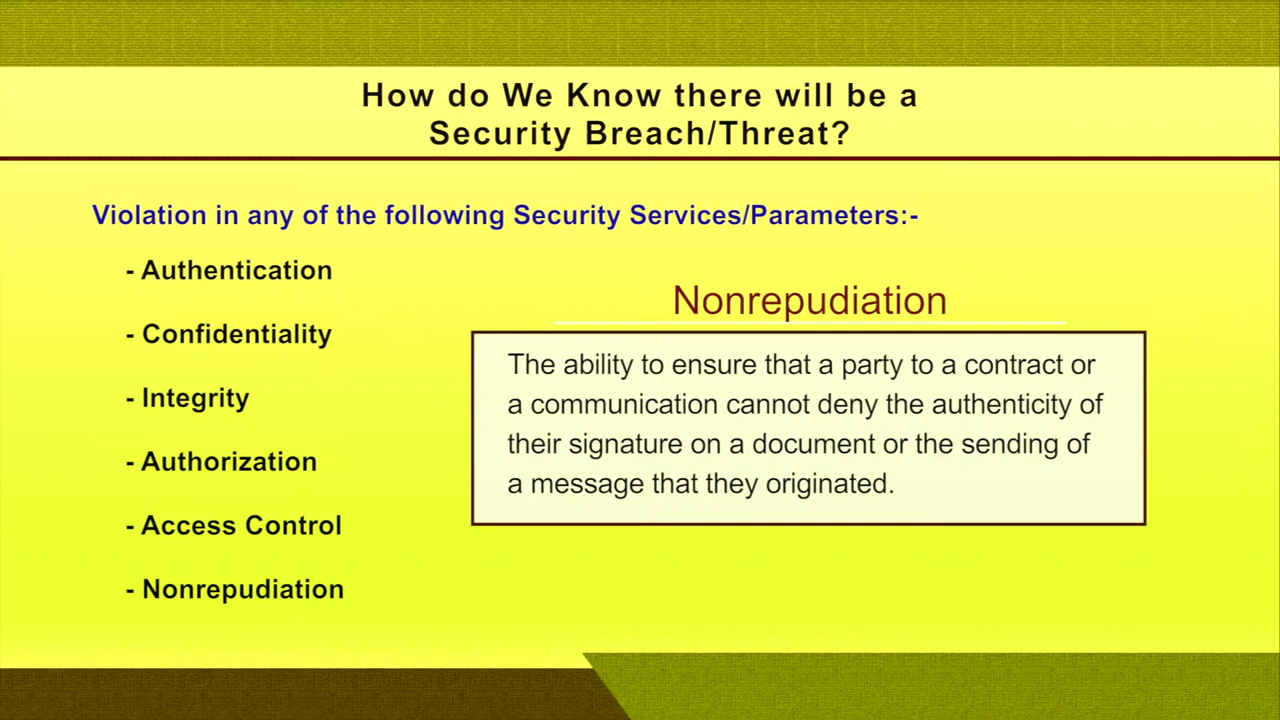 How do We Know there will be a
Security Breach/Threat?
Violation in any of the following Security Services/Parameters:-
- Authentication
- Confidentiality
- Integrity
- Authorization
- Access Control
- Nonrepudiation
Nonrepudiation
The ability to ensure that a party to a contract or
a communication cannot deny the authenticity of
their signature on a document or the sending of
a message that they originated.